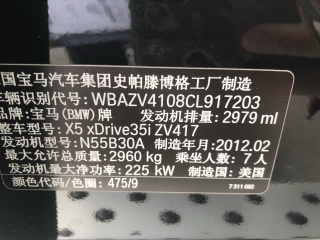 国宝马汽车集团史帕滕博格工厂制造
车辆识别代号: WBAZV4108CL917203
品牌: 宝马(BMW)牌 发动机排量: 2979 ml
整车型号: X5 xDrive35i ZV417
发动机型号: N55B30A 制造年月: 2012.02
最大允许总质量: 2960 kg 乘坐人数: 7人
发动机最大净功率: 225 kW 制造国: 美国
颜色代码/色圈: 475/9 7 311 052